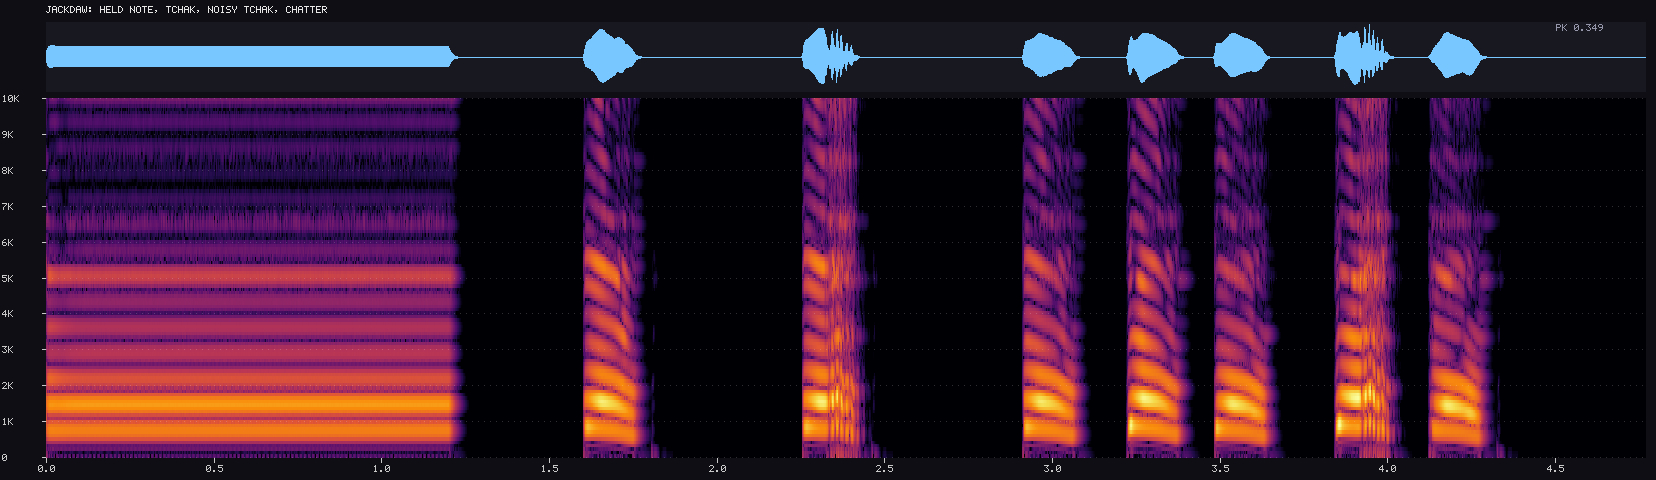 JACKDAW: HELD NOTE, TCHAK, NOISY TCHAK, CHATTER
PK 0.349
10K
9K
8K
7K
6K
5K
4K
3K
2K
1K
0
0.0 0.5 1.0 1.5 2.0 2.5 3.0 3.5 4.0 4.5